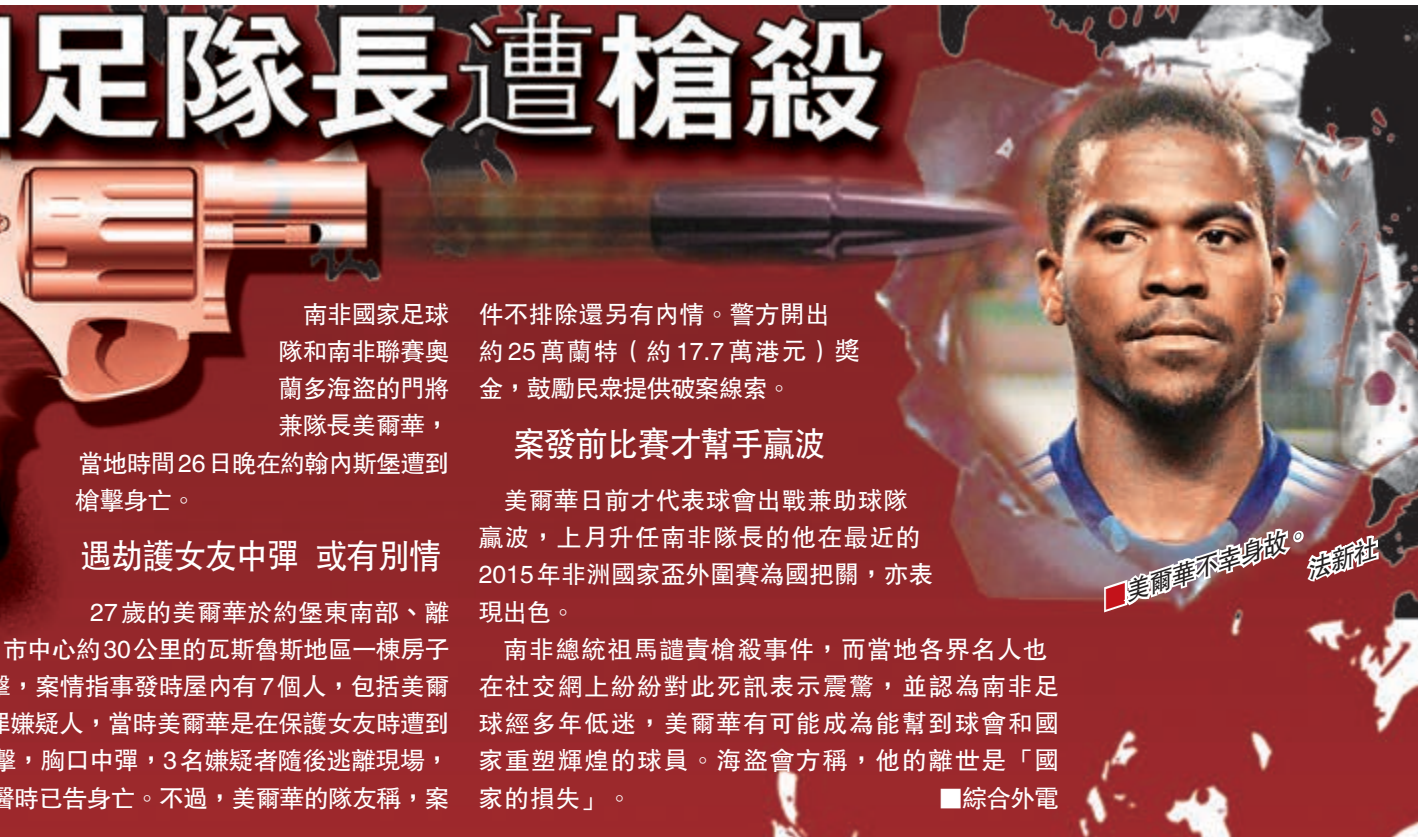 足隊長遭槍殺
南非國家足球
隊和南非聯賽奧
蘭多海盜的門將
兼隊長美爾華，
當地時間26日晚在約翰內斯堡遭到
槍擊身亡。
遇劫護女友中彈 或有別情
27歲的美爾華於約堡東南部、離
市中心約30公里的瓦斯魯斯地區一棟房子
擊，案情指事發時屋內有7個人，包括美爾
嫌疑人，當時美爾華是在保護女友時遭到
擊，胸口中彈，3名嫌疑者隨後逃離現場，
醫時已告身亡。不過，美爾華的隊友稱，案
件不排除還另有內情。警方開出
約25萬蘭特（約17.7萬港元）獎
金，鼓勵民眾提供破案線索。
案發前比賽才幫手贏波
美爾華日前才代表球會出戰兼助球隊
贏波，上月升任南非隊長的他在最近的
2015年非洲國家盃外圍賽為國把關，亦表
現出色。
南非總統祖馬譴責槍殺事件，而當地各界名人也
在社交網上紛紛對此死訊表示震驚，並認為南非足
球經多年低迷，美爾華有可能成為能幫到球會和國
家重塑輝煌的球員。海盜會方稱，他的離世是「國
家的損失」。
■綜合外電
■美爾華不幸身故。 法新社